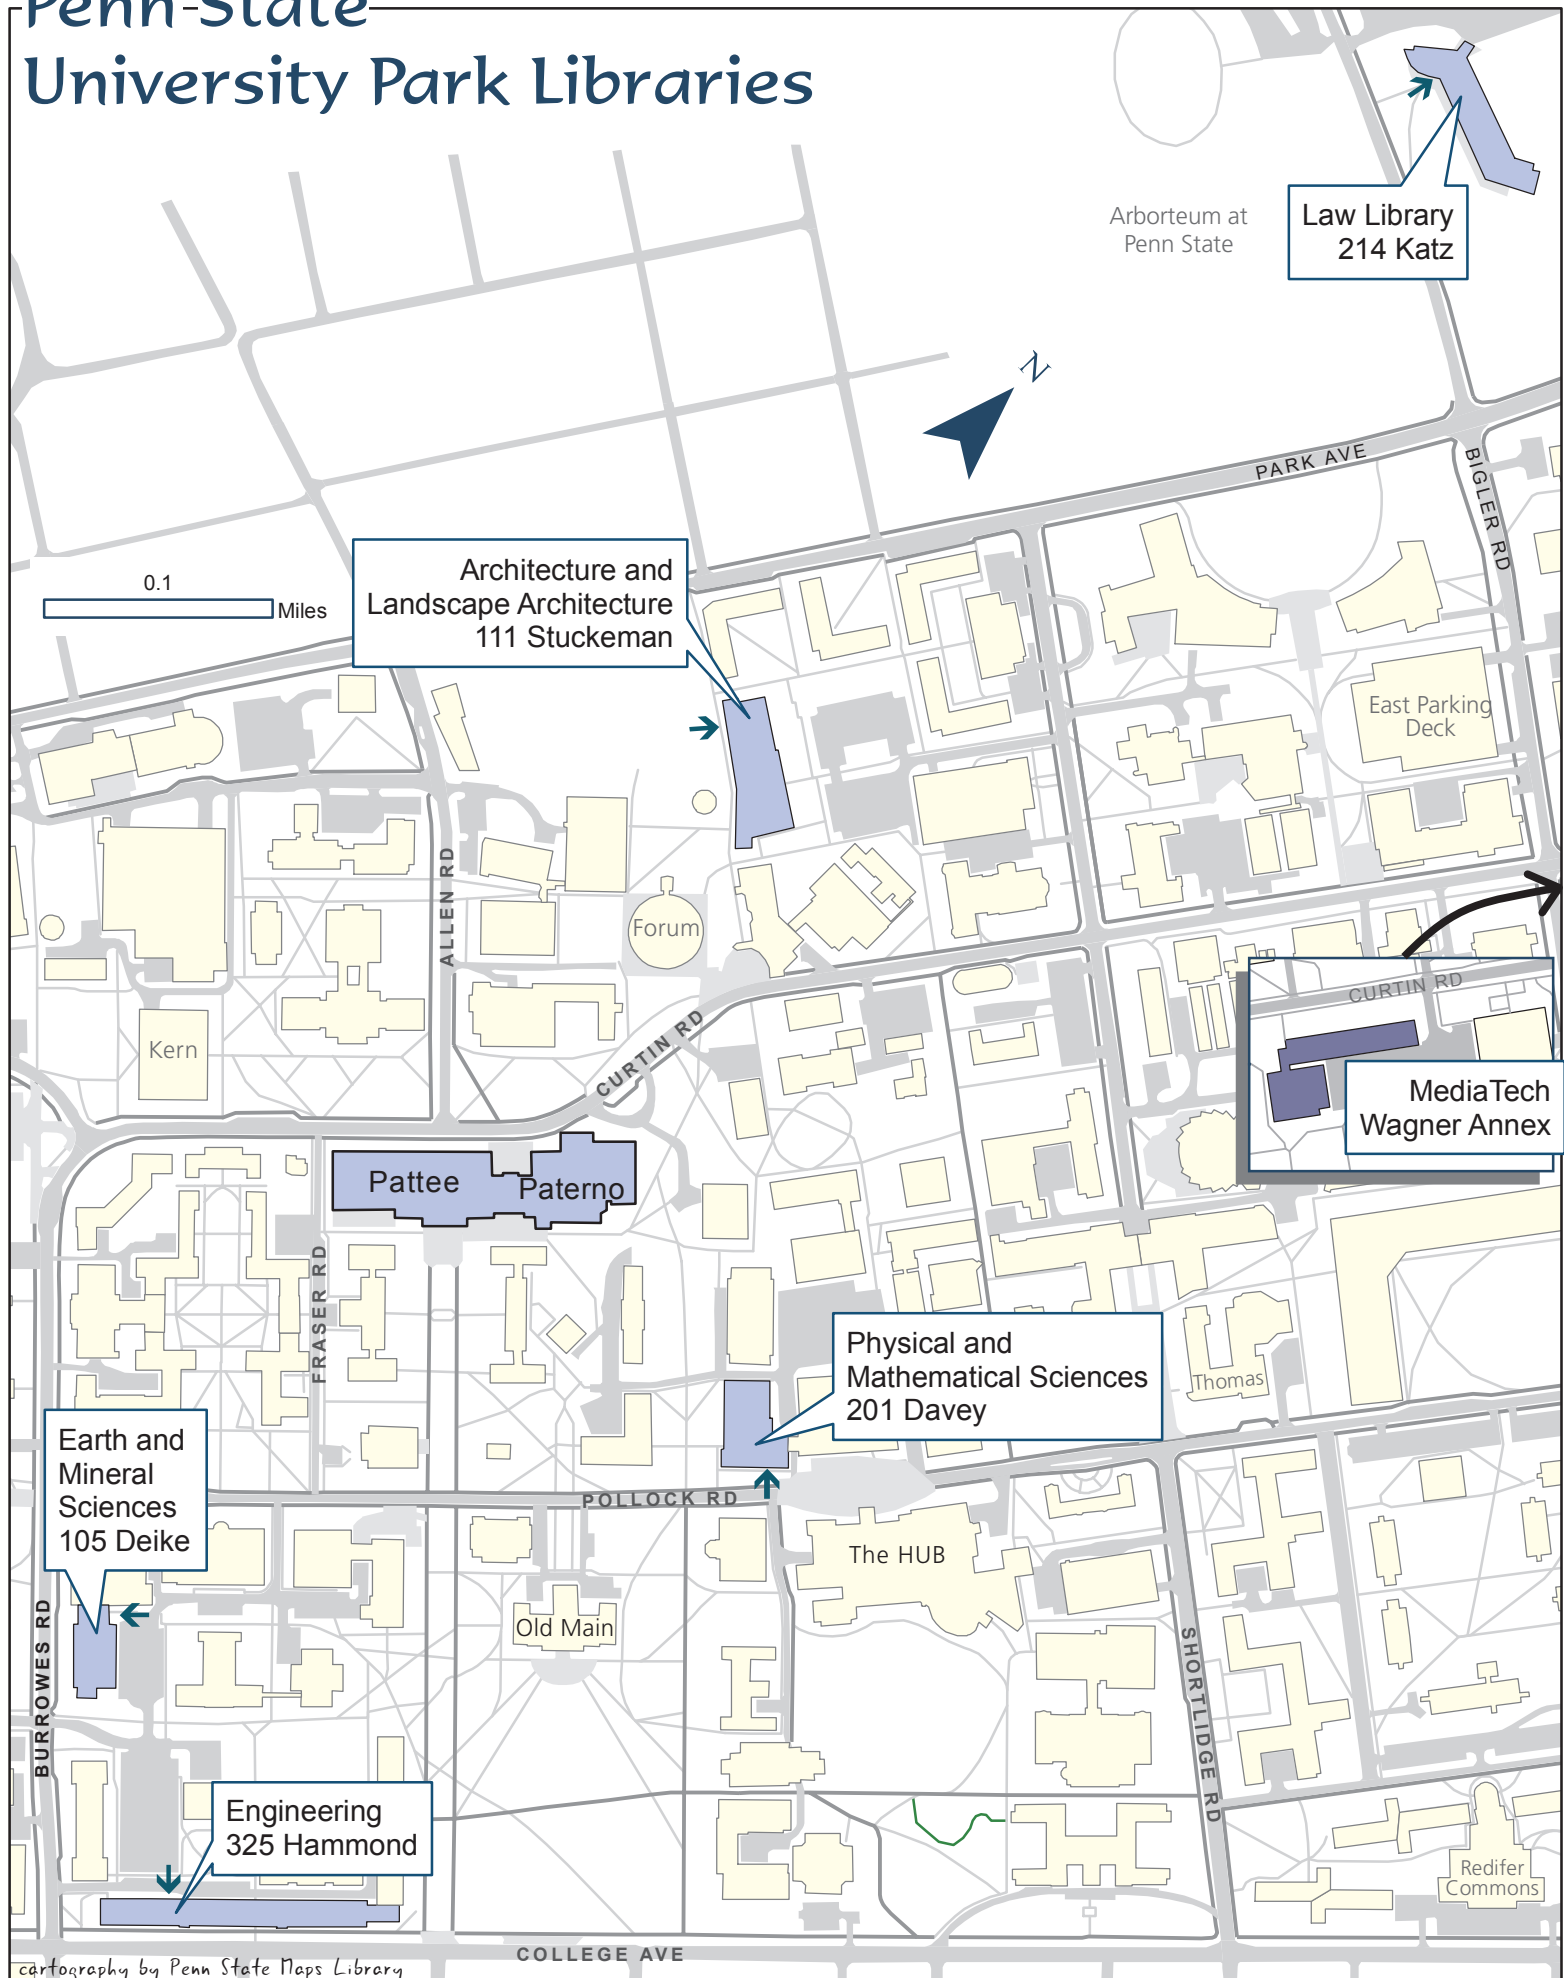 Penn State
University Park Libraries
Law Library
214 Katz
Arborteum at
Penn State
N
PARK AVE
BIGLER RD
0.1
Miles
Architecture and
Landscape Architecture
111 Stuckeman
East Parking
Deck
ALLEN RD
Forum
CURTIN RD
Kern
CURTIN RD
MediaTech
Wagner Annex
Pattee
Paterno
FRASER RD
Physical and
Mathematical Sciences
201 Davey
Thomas
Earth and
Mineral
Sciences
105 Deike
POLLOCK RD
The HUB
Old Main
BURROWES RD
SHORTLIDGE RD
Engineering
325 Hammond
Redifer
Commons
COLLEGE AVE
cartography by Penn State Maps Library